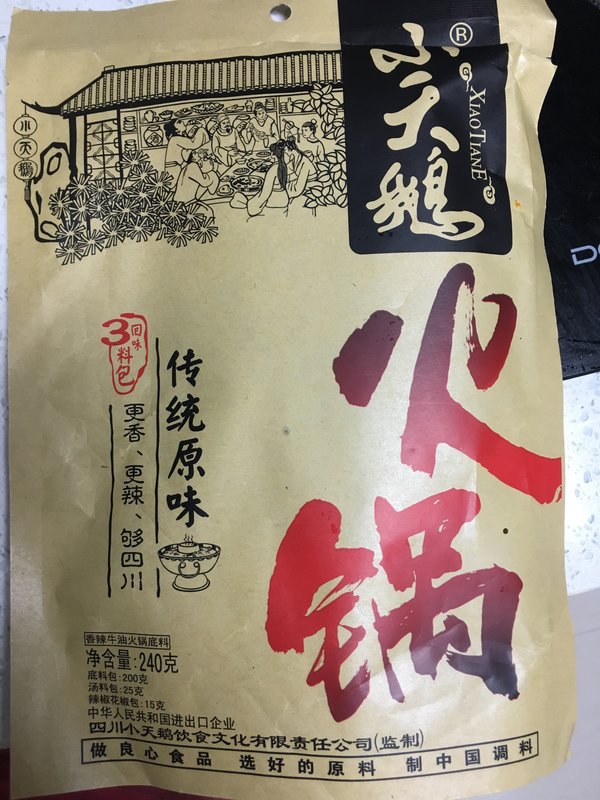 小天鹅®
XIAO TIANE
小天鹅
火锅
3回味料包
传统原味
更香、更辣、够四川
香辣牛油火锅底料
净含量:240克
底料包:200克
汤料包:25克
辣椒花椒包:15克
中华人民共和国进出口企业
四川小天鹅饮食文化有限责任公司(监制)
做良心食品 选好的原料 制中国调料